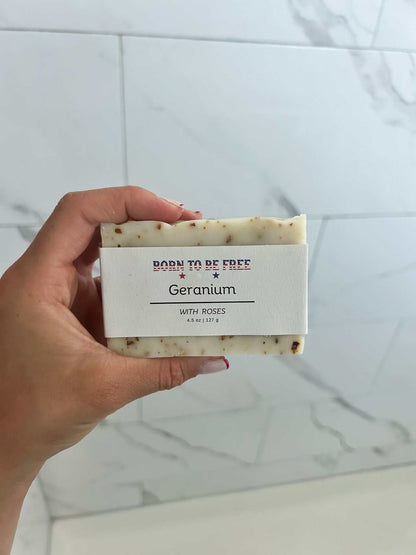 BORN TO BE FREE
Geranium
WITH ROSES
4.5 oz | 127 g